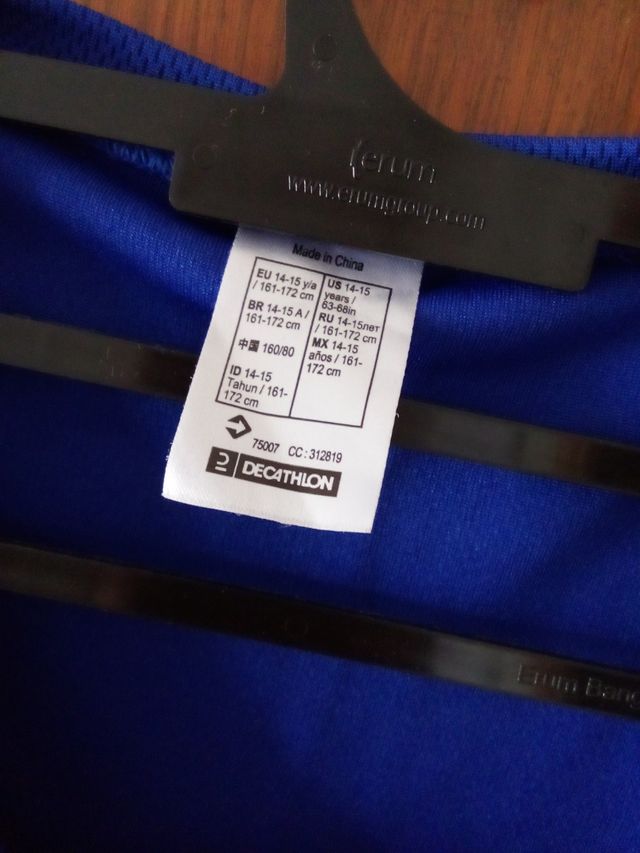 erum
www.erumgroup.com
Made in China
EU 14-15 y/a
/ 161-172 cm
BR 14-15 A /
161-172 cm
中国 160/80
ID 14-15
Tahun / 161-
172 cm
US 14-15
years /
63-68in
RU 14-15лет
/ 161-172 cm
MX 14-15
años / 161-
172 cm
75007 CC : 312819
DECATHLON
Erum Bang